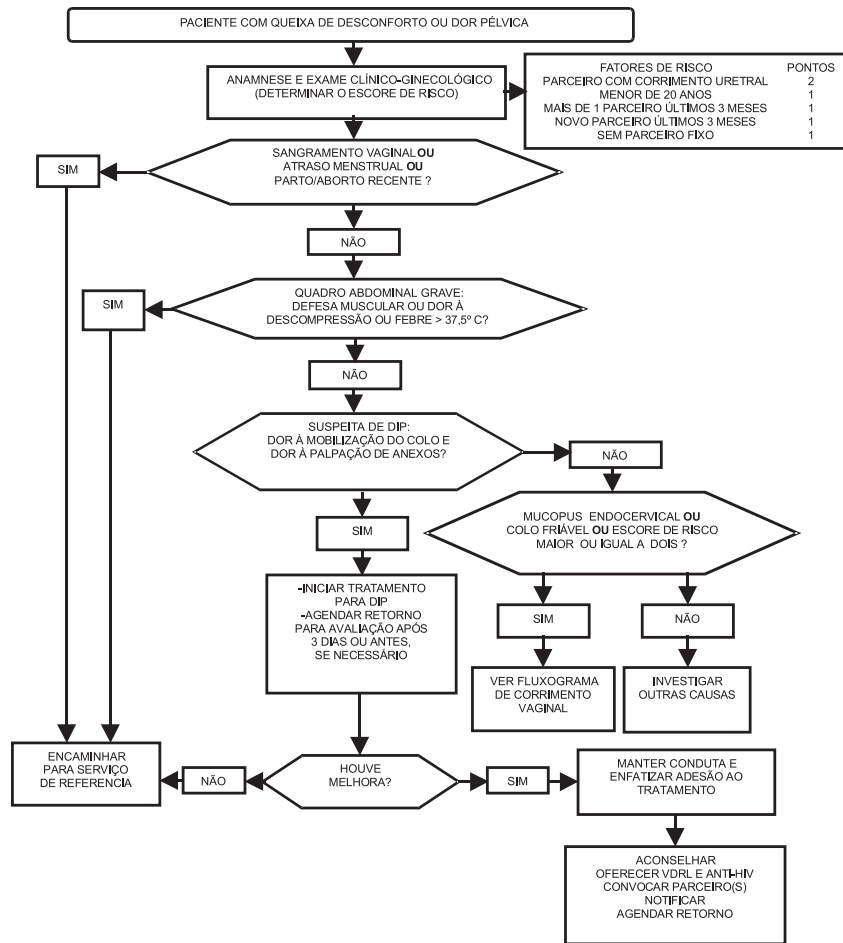 PACIENTE COM QUEIXA DE DESCONFORTO OU DOR PÉLVICA
ANAMNESE E EXAME CLÍNICO-GINECOLÓGICO
(DETERMINAR O ESCORE DE RISCO)
FATORES DE RISCO PONTOS
PARCEIRO COM CORRIMENTO URETRAL 2
MENOR DE 20 ANOS 1
MAIS DE 1 PARCEIRO ÚLTIMOS 3 MESES 1
NOVO PARCEIRO ÚLTIMOS 3 MESES 1
SEM PARCEIRO FIXO 1
SANGRAMENTO VAGINAL OU
ATRASO MENSTRUAL OU
PARTO/ABORTO RECENTE ?
SIM
NÃO
QUADRO ABDOMINAL GRAVE:
DEFESA MUSCULAR OU DOR À
DESCOMPRESSÃO OU FEBRE > 37,5º C?
SIM
NÃO
SUSPEITA DE DIP:
DOR À MOBILIZAÇÃO DO COLO E
DOR À PALPAÇÃO DE ANEXOS?
NÃO
SIM
MUCOPUS ENDOCERVICAL OU
COLO FRIÁVEL OU ESCORE DE RISCO
MAIOR OU IGUAL A DOIS ?
-INICIAR TRATAMENTO
PARA DIP
-AGENDAR RETORNO
PARA AVALIAÇÃO APÓS
3 DIAS OU ANTES,
SE NECESSÁRIO
SIM
NÃO
VER FLUXOGRAMA
DE CORRIMENTO
VAGINAL
INVESTIGAR
OUTRAS CAUSAS
ENCAMINHAR
PARA SERVIÇO
DE REFERENCIA
NÃO
HOUVE
MELHORA?
SIM
MANTER CONDUTA E
ENFATIZAR ADESÃO AO
TRATAMENTO
ACONSELHAR
OFERECER VDRL E ANTI-HIV
CONVOCAR PARCEIRO(S)
NOTIFICAR
AGENDAR RETORNO